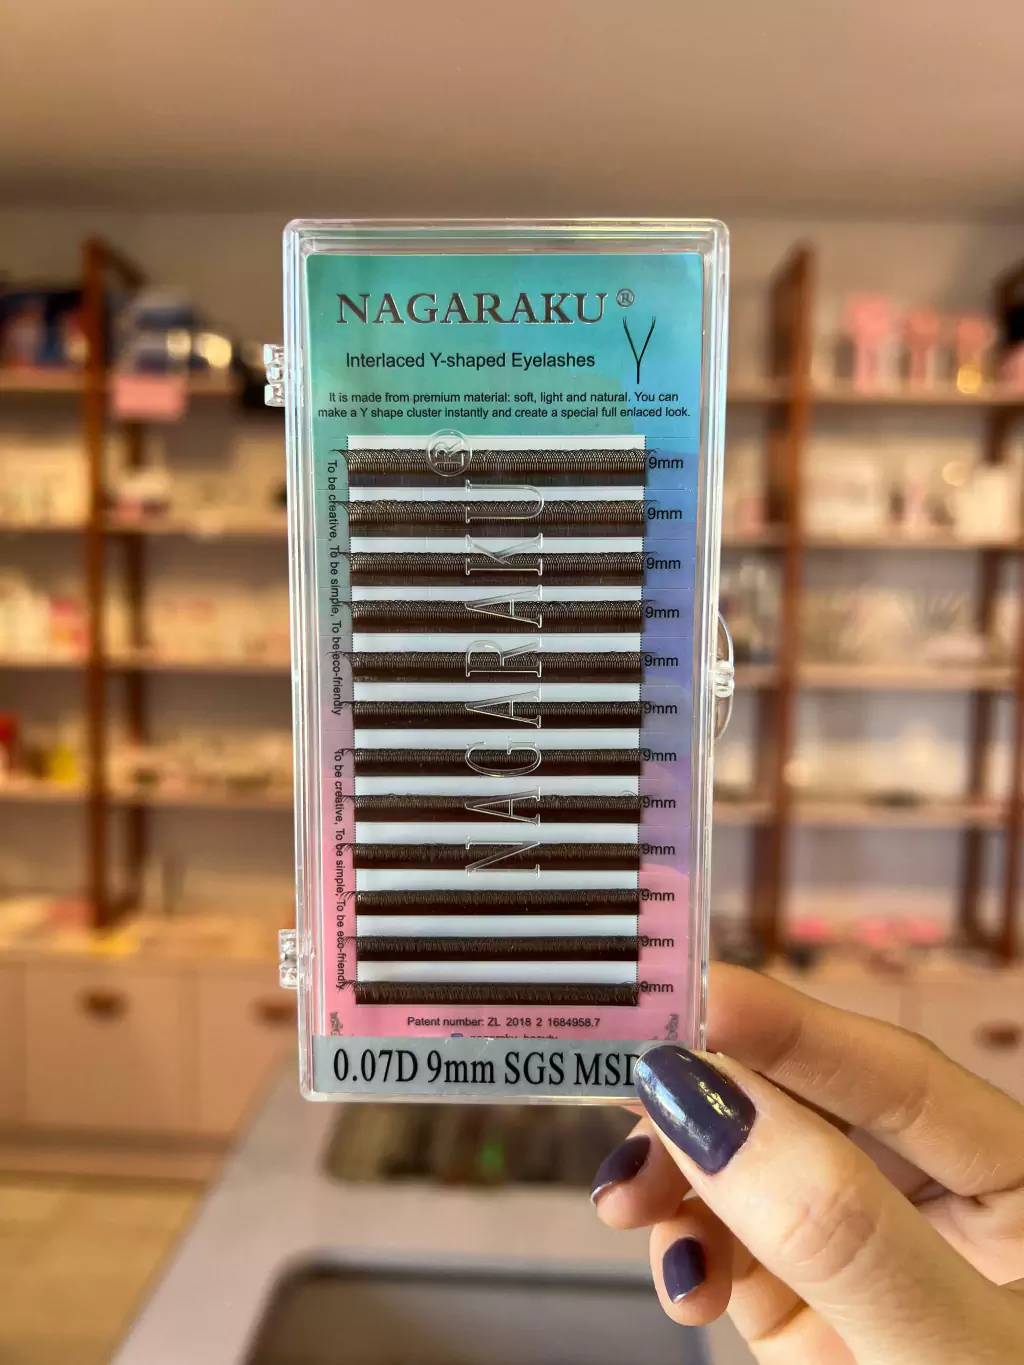 NAGARAKU®
Interlaced Y-shaped Eyelashes
It is made from premium material: soft, light and natural. You can
make a Y shape cluster instantly and create a special full enlaced look.
9mm
9mm
9mm
9mm
9mm
9mm
9mm
9mm
9mm
9mm
9mm
9mm
To be creative, To be simple, To be eco-friendly
To be creative, To be simple, To be eco-friendly
NAGARAKU®
Patent number: ZL 2018 2 1684958.7
0.07D 9mm SGS MSD